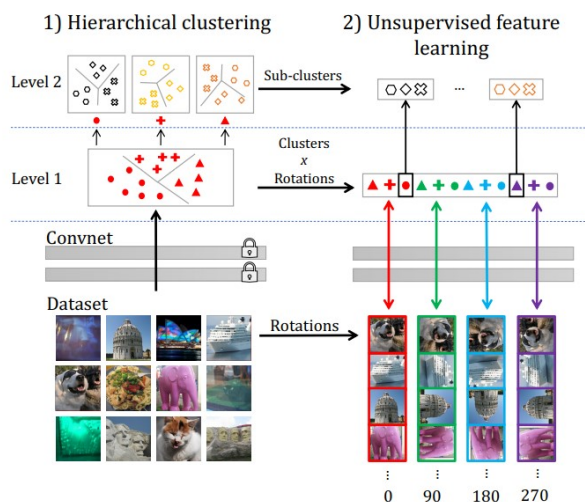 1) Hierarchical clustering
2) Unsupervised feature
learning
Level 2
Sub-clusters
...
Level 1
Clusters
x
Rotations
Convnet
Dataset
Rotations
... ... ... ...
0 90 180 270